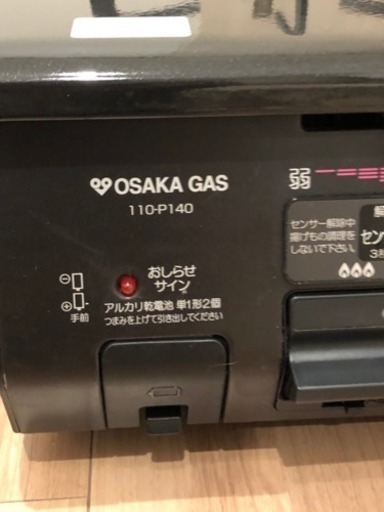 OSAKA GAS
110-P140
弱
センサー解除中
揚げもの調理を
しないで下さい。
おしらせ
サイン
手前
アルカリ乾電池 単1形2個
つまみを上げて引き出してください